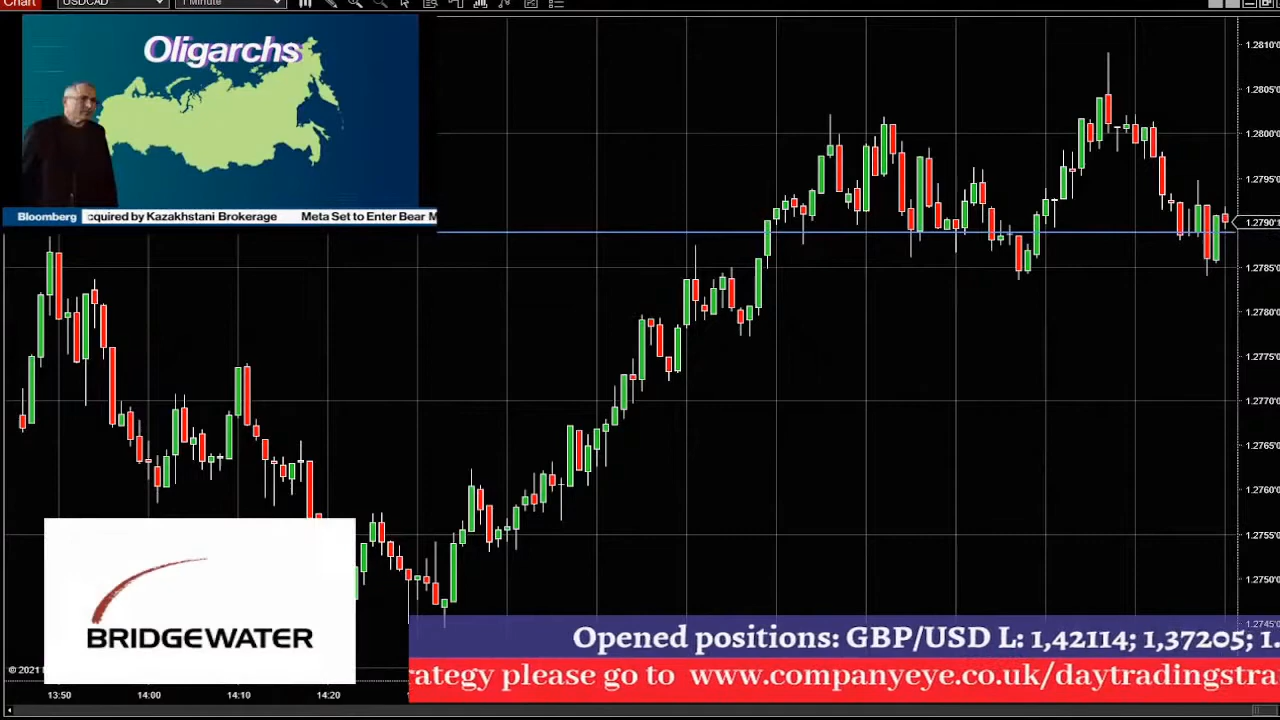 Chart
USDCAD
1 Minute
Oligarchs
Bloomberg
cquired by Kazakhstani Brokerage Meta Set to Enter Bear M
1.2810'
1.2805'
1.2800'
1.2795'
1.2790'
1.2785'
1.2780'
1.2775'
1.2770'
1.2765'
1.2760'
1.2755'
1.2750'
1.2745'
BRIDGEWATER
Opened positions: GBP/USD L: 1,42114; 1,37205; 1.
rategy please go to www.companyeye.co.uk/daytradingstra
© 2021
13:50
14:00
14:10
14:20